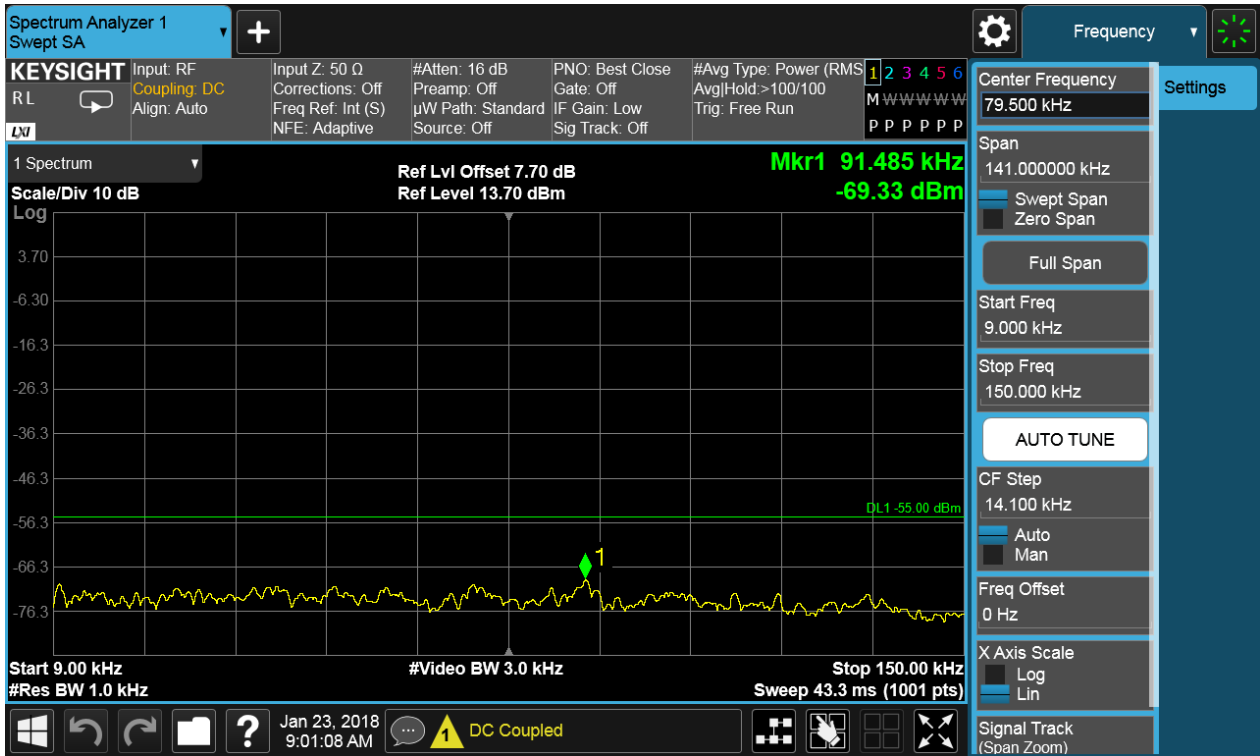 Spectrum Analyzer 1
Swept SA
Frequency
KEYSIGHT
RL
LXI
Input: RF
Coupling: DC
Align: Auto
Input Z: 50 Ω
Corrections: Off
Freq Ref: Int (S)
NFE: Adaptive
#Atten: 16 dB
Preamp: Off
µW Path: Standard
Source: Off
PNO: Best Close
Gate: Off
IF Gain: Low
Sig Track: Off
#Avg Type: Power (RMS
Avg|Hold:>100/100
Trig: Free Run
1 2 3 4 5 6
M W W W W W
P P P P P P
1 Spectrum
Scale/Div 10 dB
Log
Ref Lvl Offset 7.70 dB
Ref Level 13.70 dBm
Mkr1 91.485 kHz
-69.33 dBm
3.70
-6.30
-16.3
-26.3
-36.3
-46.3
DL1 -55.00 dBm
-56.3
1
-66.3
-76.3
Start 9.00 kHz
#Video BW 3.0 kHz
Stop 150.00 kHz
#Res BW 1.0 kHz
Sweep 43.3 ms (1001 pts)
Center Frequency
79.500 kHz
Span
141.000000 kHz
Swept Span
Zero Span
Full Span
Start Freq
9.000 kHz
Stop Freq
150.000 kHz
AUTO TUNE
CF Step
14.100 kHz
Auto
Man
Freq Offset
0 Hz
X Axis Scale
Log
Lin
Signal Track
(Span Zoom)
Settings
?
Jan 23, 2018
9:01:08 AM
1
DC Coupled